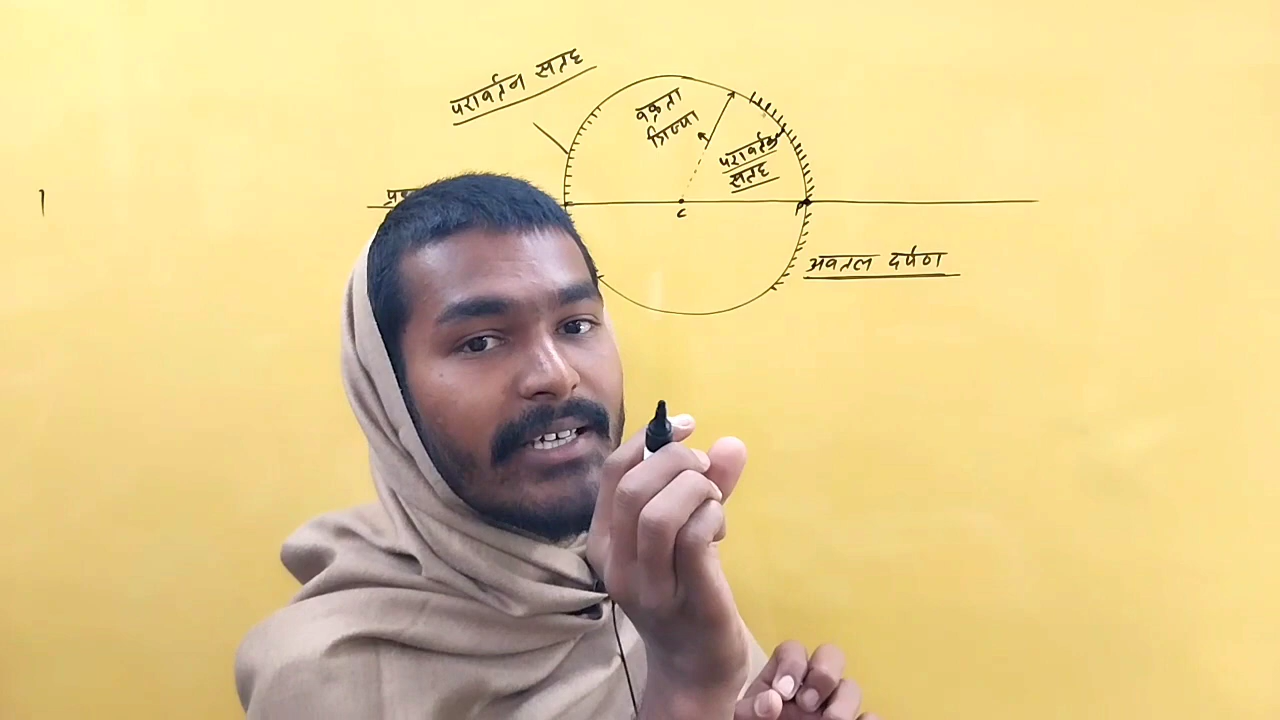 परावर्तन सतह
वक्रता
त्रिज्या
परावर्तक
सतह
C
P
अवतल दर्पण